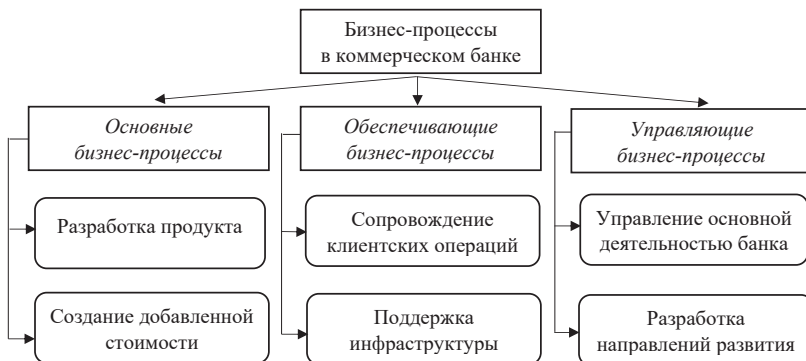 Бизнес-процессы
в коммерческом банке
Основные
бизнес-процессы
Обеспечивающие
бизнес-процессы
Управляющие
бизнес-процессы
Разработка продукта
Сопровождение
клиентских операций
Управление основной
деятельностью банка
Создание добавленной
стоимости
Поддержка
инфраструктуры
Разработка
направлений развития